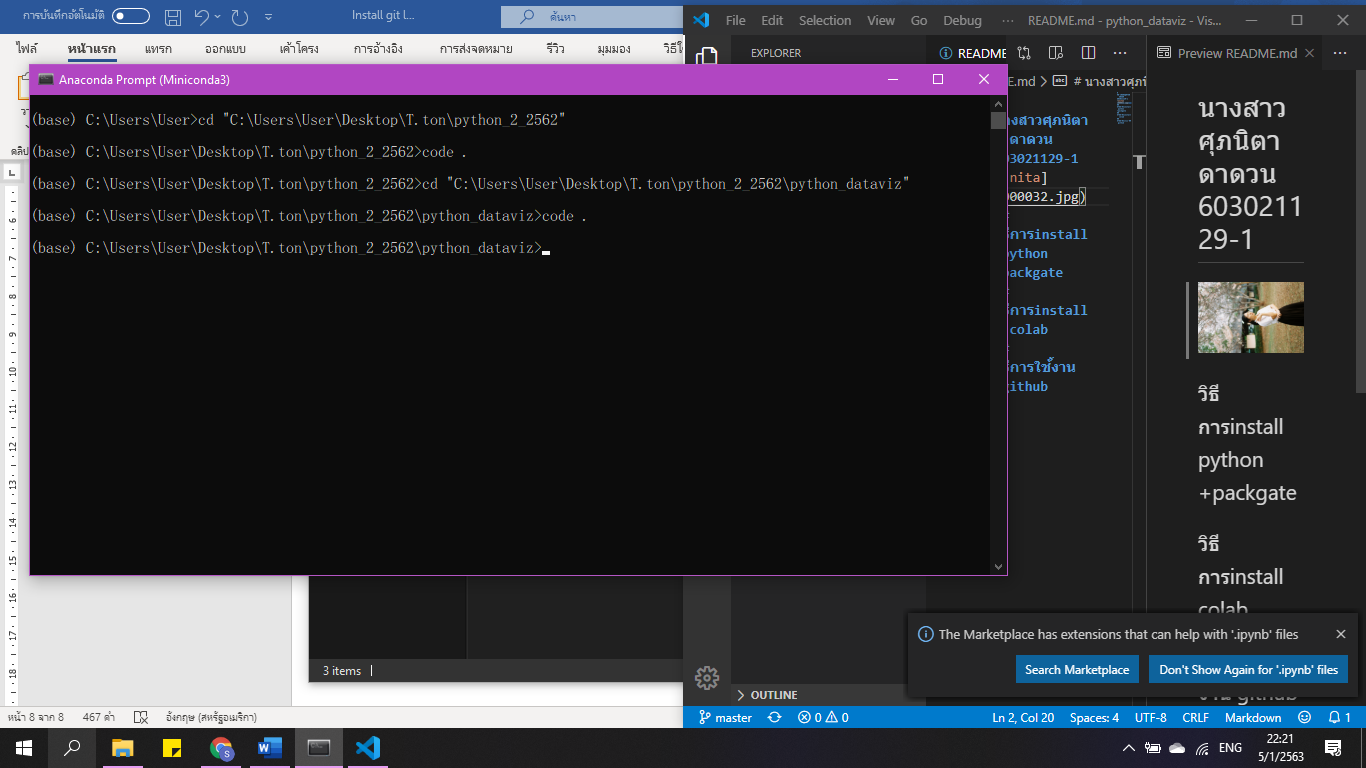 การบันทึกอัตโนมัติ
Install git l...
ค้นหา
ไฟล์ หน้าแรก แทรก ออกแบบ เค้าโครง การอ้างอิง การส่งจดหมาย รีวิว มุมมอง
Anaconda Prompt (Miniconda3)
(base) C:\Users\User>cd "C:\Users\User\Desktop\T.ton\python_2_2562"
(base) C:\Users\User\Desktop\T.ton\python_2_2562>code .
(base) C:\Users\User\Desktop\T.ton\python_2_2562>cd "C:\Users\User\Desktop\T.ton\python_2_2562\python_dataviz"
(base) C:\Users\User\Desktop\T.ton\python_2_2562\python_dataviz>code .
(base) C:\Users\User\Desktop\T.ton\python_2_2562\python_dataviz>
3 items
หน้า 8 จาก 8 467 คำ อังกฤษ (สหรัฐอเมริกา)
File Edit Selection View Go Debug ··· README.md - python_dataviz - Vis...
EXPLORER
README
Preview README.md
E.md > # นางสาวศุภนิ
งสาวศุภนิตา
ดาดวน
03021129-1
nita]
000032.jpg)
การinstall
python
packgate
การinstall
colab
การใช้งาน
github
นางสาว
ศุภนิตา
ดาดวน
6030211
29-1
วิธี
การinstall
python
+packgate
วิธี
การinstall
colab
งาน github
The Marketplace has extensions that can help with '.ipynb' files
Search Marketplace
Don't Show Again for '.ipynb' files
OUTLINE
master 0 0 Ln 2, Col 20 Spaces: 4 UTF-8 CRLF Markdown 1
ENG
22:21
5/1/2563